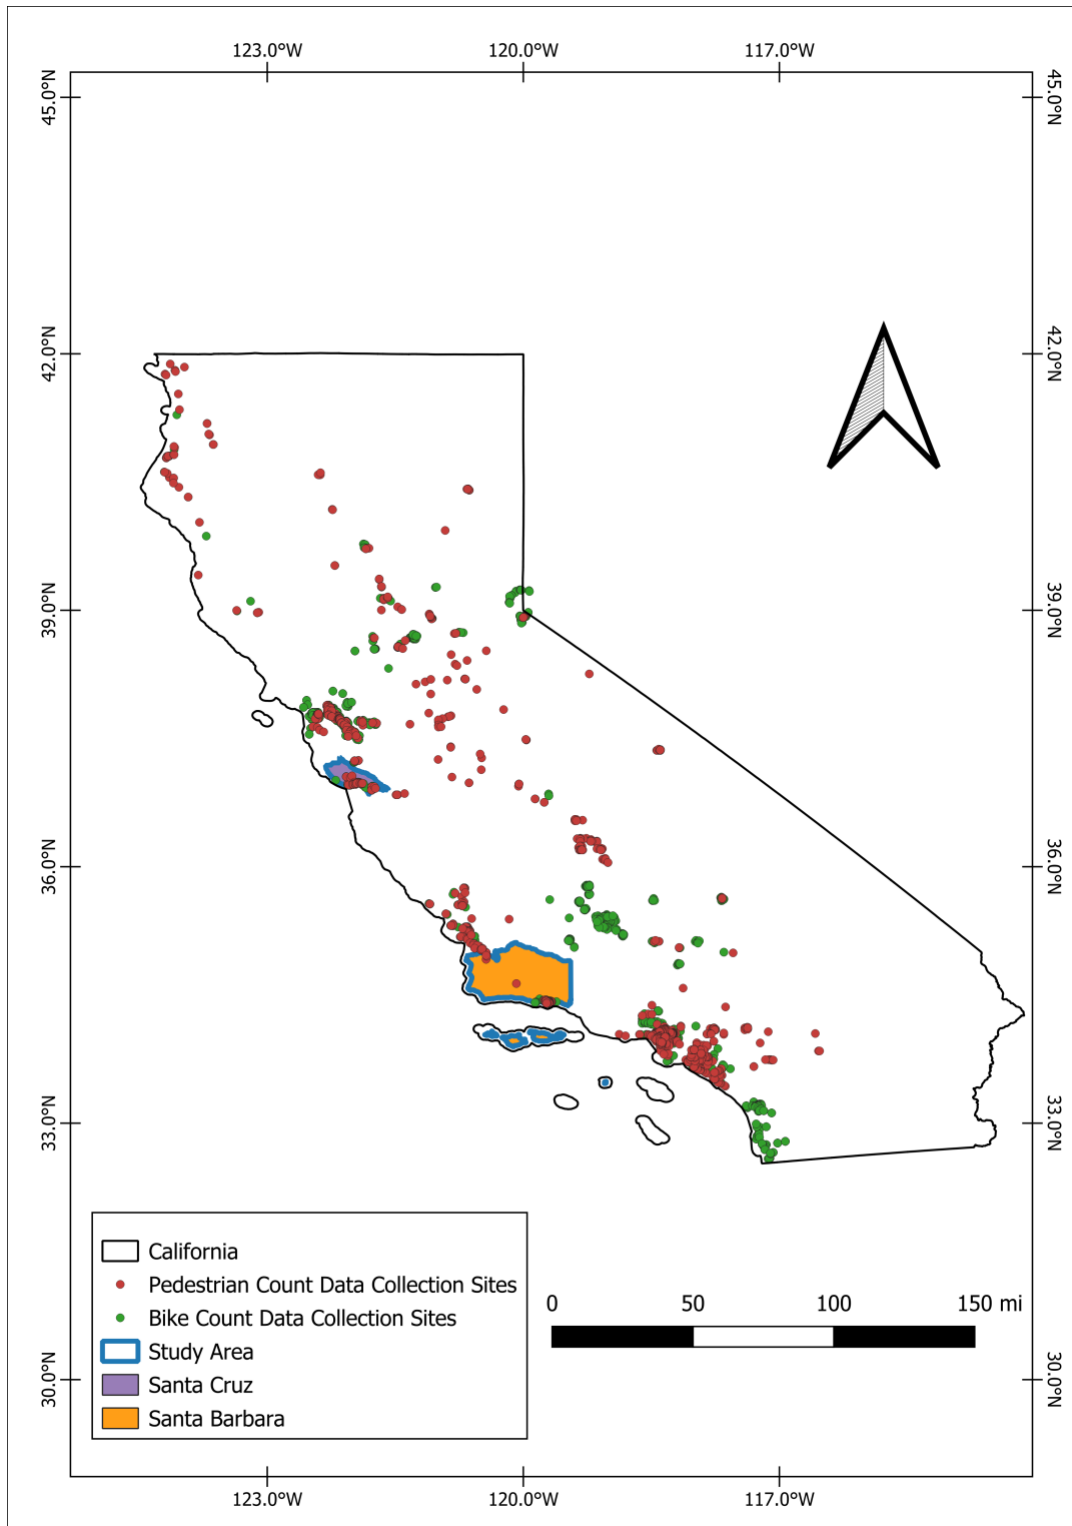 123.0°W 120.0°W 117.0°W
45.0°N 45.0°N
42.0°N 42.0°N
39.0°N 39.0°N
36.0°N 36.0°N
33.0°N 33.0°N
California
Pedestrian Count Data Collection Sites
Bike Count Data Collection Sites
Study Area
Santa Cruz
Santa Barbara
0 50 100 150 mi
30.0°N 30.0°N
123.0°W 120.0°W 117.0°W